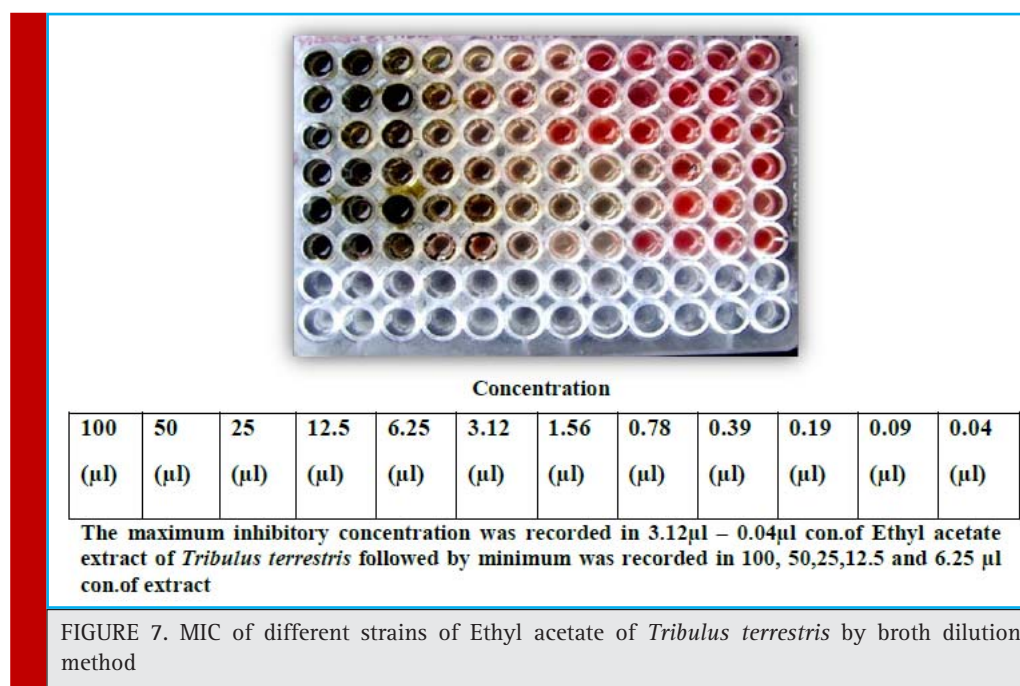 Concentration
100 50 25 12.5 6.25 3.12 1.56 0.78 0.39 0.19 0.09 0.04
(µl) (µl) (µl) (µl) (µl) (µl) (µl) (µl) (µl) (µl) (µl) (µl)
The maximum inhibitory concentration was recorded in 3.12µl – 0.04µl con.of Ethyl acetate
extract of Tribulus terrestris followed by minimum was recorded in 100, 50,25,12.5 and 6.25 µl
con.of extract
FIGURE 7. MIC of different strains of Ethyl acetate of Tribulus terrestris by broth dilution
method